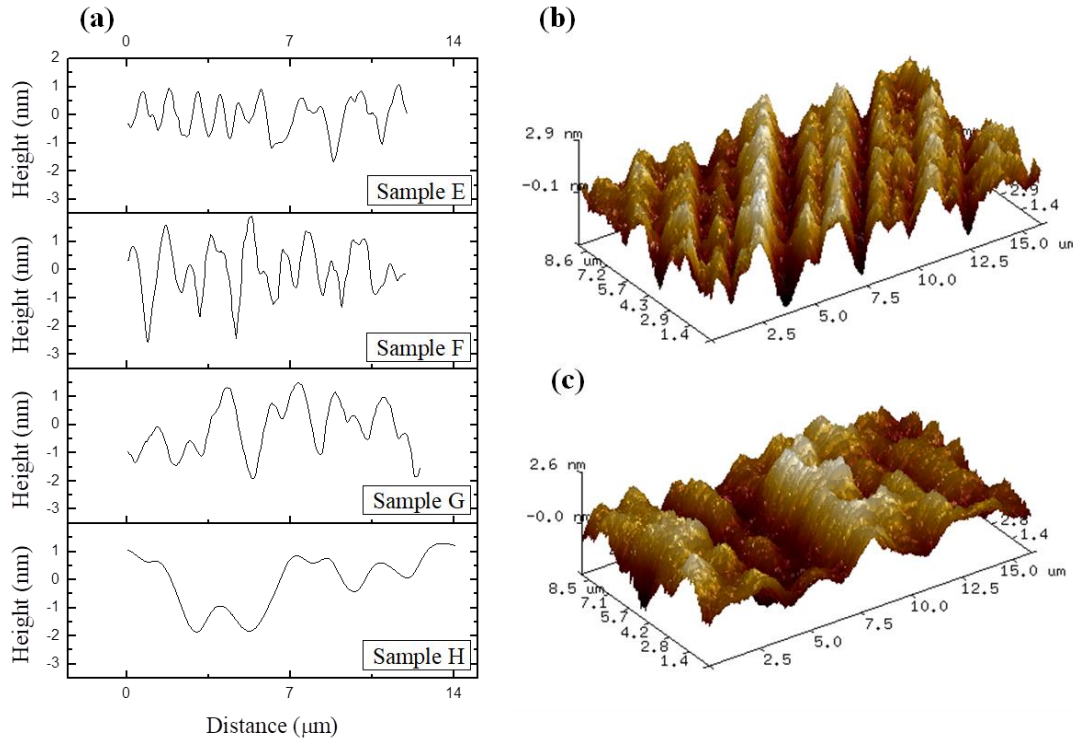 (a)
0 7 14
2
1
0
-1
-2
-3
Height (nm)
Sample E
1
0
-1
-2
-3
Height (nm)
Sample F
1
0
-1
-2
-3
Height (nm)
Sample G
1
0
-1
-2
-3
Height (nm)
Sample H
0 7 14
Distance (μm)
(b)
2.9 nm
-0.1 nm
8.6 um
7.2
5.7
4.3
2.9
1.4
2.5
5.0
7.5
10.0
12.5
15.0 um
2.9
1.4
(c)
2.6 nm
-0.0 nm
8.5 um
7.1
5.7
4.2
2.8
1.4
2.5
5.0
7.5
10.0
12.5
15.0 um
2.8
1.4